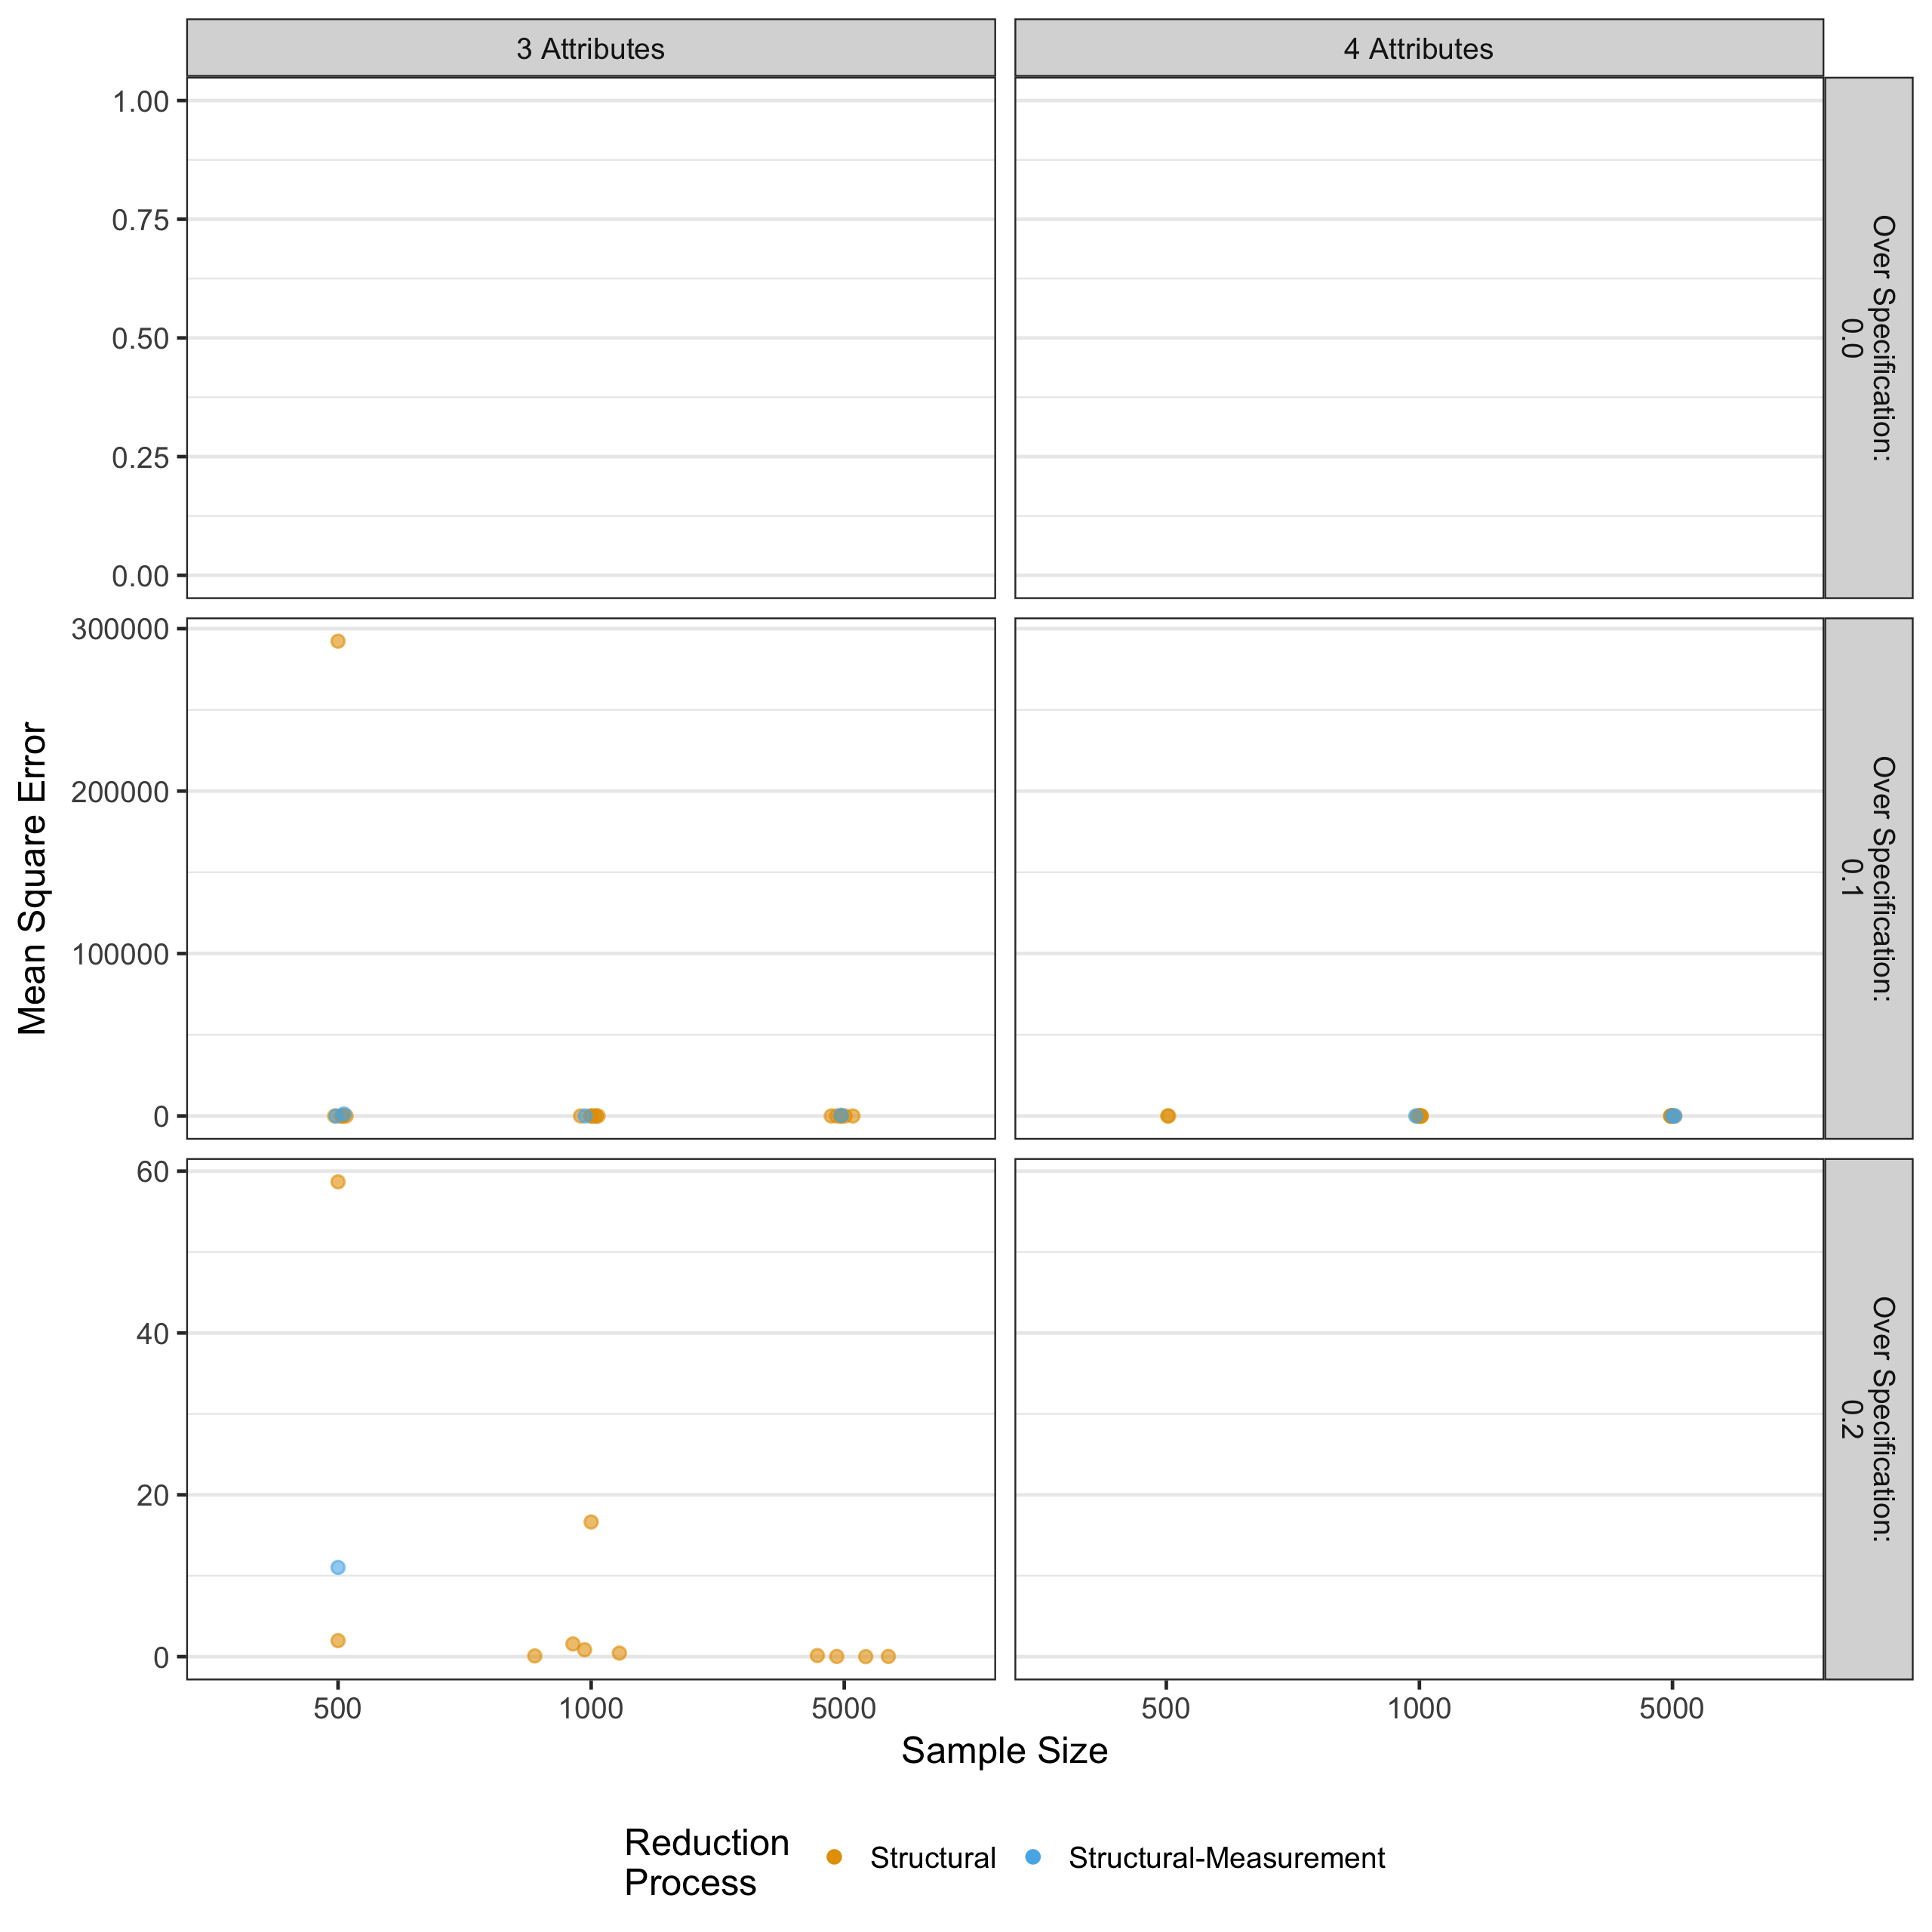 3 Attributes
4 Attributes
1.00
0.75
0.50
0.25
0.00
Over Specification:
0.0
300000
200000
100000
0
Over Specification:
0.1
60
40
20
0
Over Specification:
0.2
Mean Square Error
500
1000
5000
500
1000
5000
Sample Size
Reduction
Process
Structural
Structural-Measurement